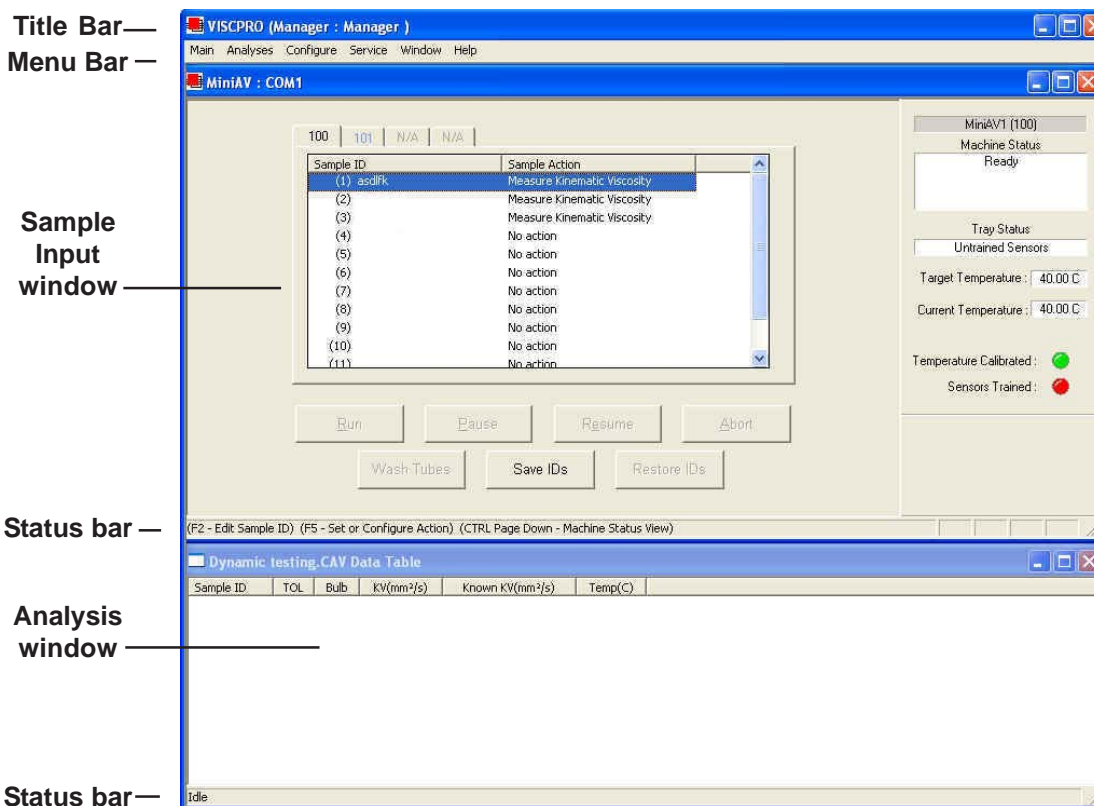 Title Bar
VISCPRO (Manager : Manager )
Menu Bar
Main Analyses Configure Service Window Help
MiniAV : COM1
100 101 N/A N/A
Sample ID Sample Action
(1) asdlfk Measure Kinematic Viscosity
(2) Measure Kinematic Viscosity
(3) Measure Kinematic Viscosity
(4) No action
(5) No action
(6) No action
(7) No action
(8) No action
(9) No action
(10) No action
(11) No action
Sample
Input
window
MiniAV1 (100)
Machine Status
Ready
Tray Status
Untrained Sensors
Target Temperature : 40.00 C
Current Temperature : 40.00 C
Temperature Calibrated :
Sensors Trained :
Run Pause Resume Abort
Wash Tubes Save IDs Restore IDs
Status bar
(F2 - Edit Sample ID) (F5 - Set or Configure Action) (CTRL Page Down - Machine Status View)
Dynamic testing.CAV Data Table
Sample ID TOL Bulb KV(mm²/s) Known KV(mm²/s) Temp(C)
Analysis
window
Status bar
Idle